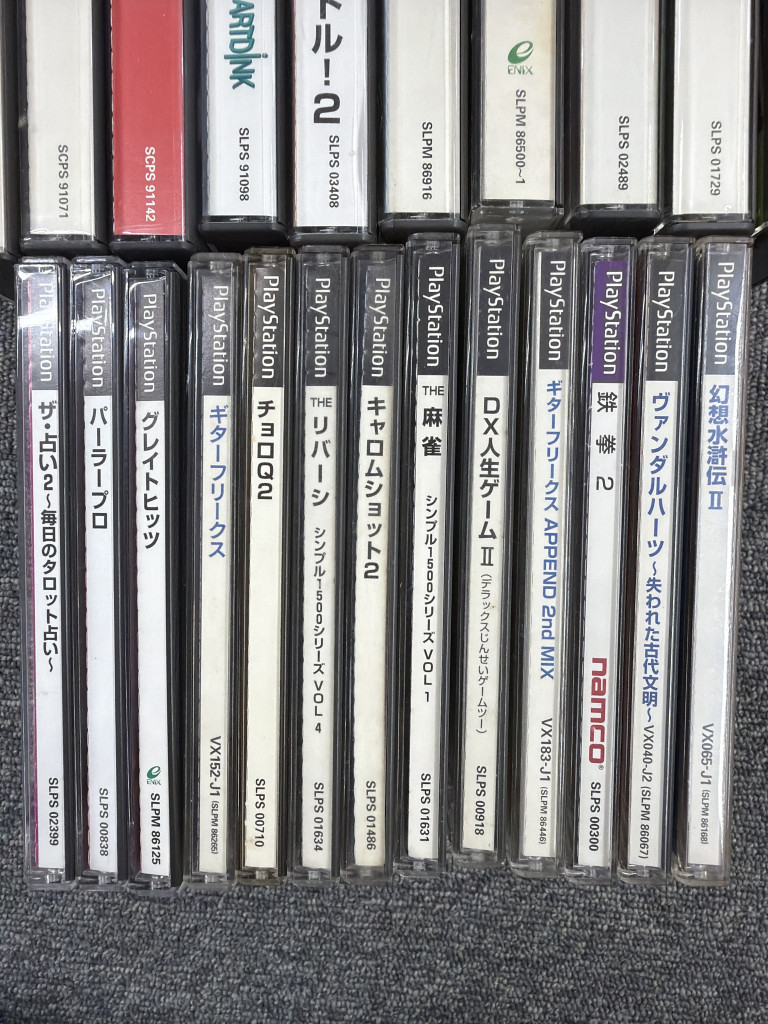 SCPS 91071
SCPS 91142
ARTDINK
SLPS 91098
トル!2
SLPS 03408
SLPM 86916
ENIX
SLPM 86500~1
SLPS 02489
SLPS 01729
PlayStation
ザ・占い2〜毎日のタロット占い〜
SLPS 02399
PlayStation
パーラープロ
SLPS 00838
PlayStation
グレイトヒッツ
ENIX
SLPM 86125
PlayStation
ギターフリークス
VX152-J1 (SLPM 86265)
PlayStation
チョロQ2
SLPS 00710
PlayStation
THE リバーシ シンプル1500シリーズ VOL 4
SLPS 01634
PlayStation
キャロムショット2
SLPS 01486
PlayStation
THE 麻雀 シンプル1500シリーズ VOL 1
SLPS 01631
PlayStation
DX人生ゲームⅡ(デラックスじんせいゲームツー)
SLPS 00918
PlayStation
ギターフリークス APPEND 2nd MIX
VX183-J1 (SLPM 86446)
PlayStation
鉄拳2
namco
SLPS 00300
PlayStation
ヴァンダルハーツ 〜失われた古代文明〜
VX040-J2 (SLPM 86067)
PlayStation
幻想水滸伝Ⅱ
VX065-J1 (SLPM 86168)